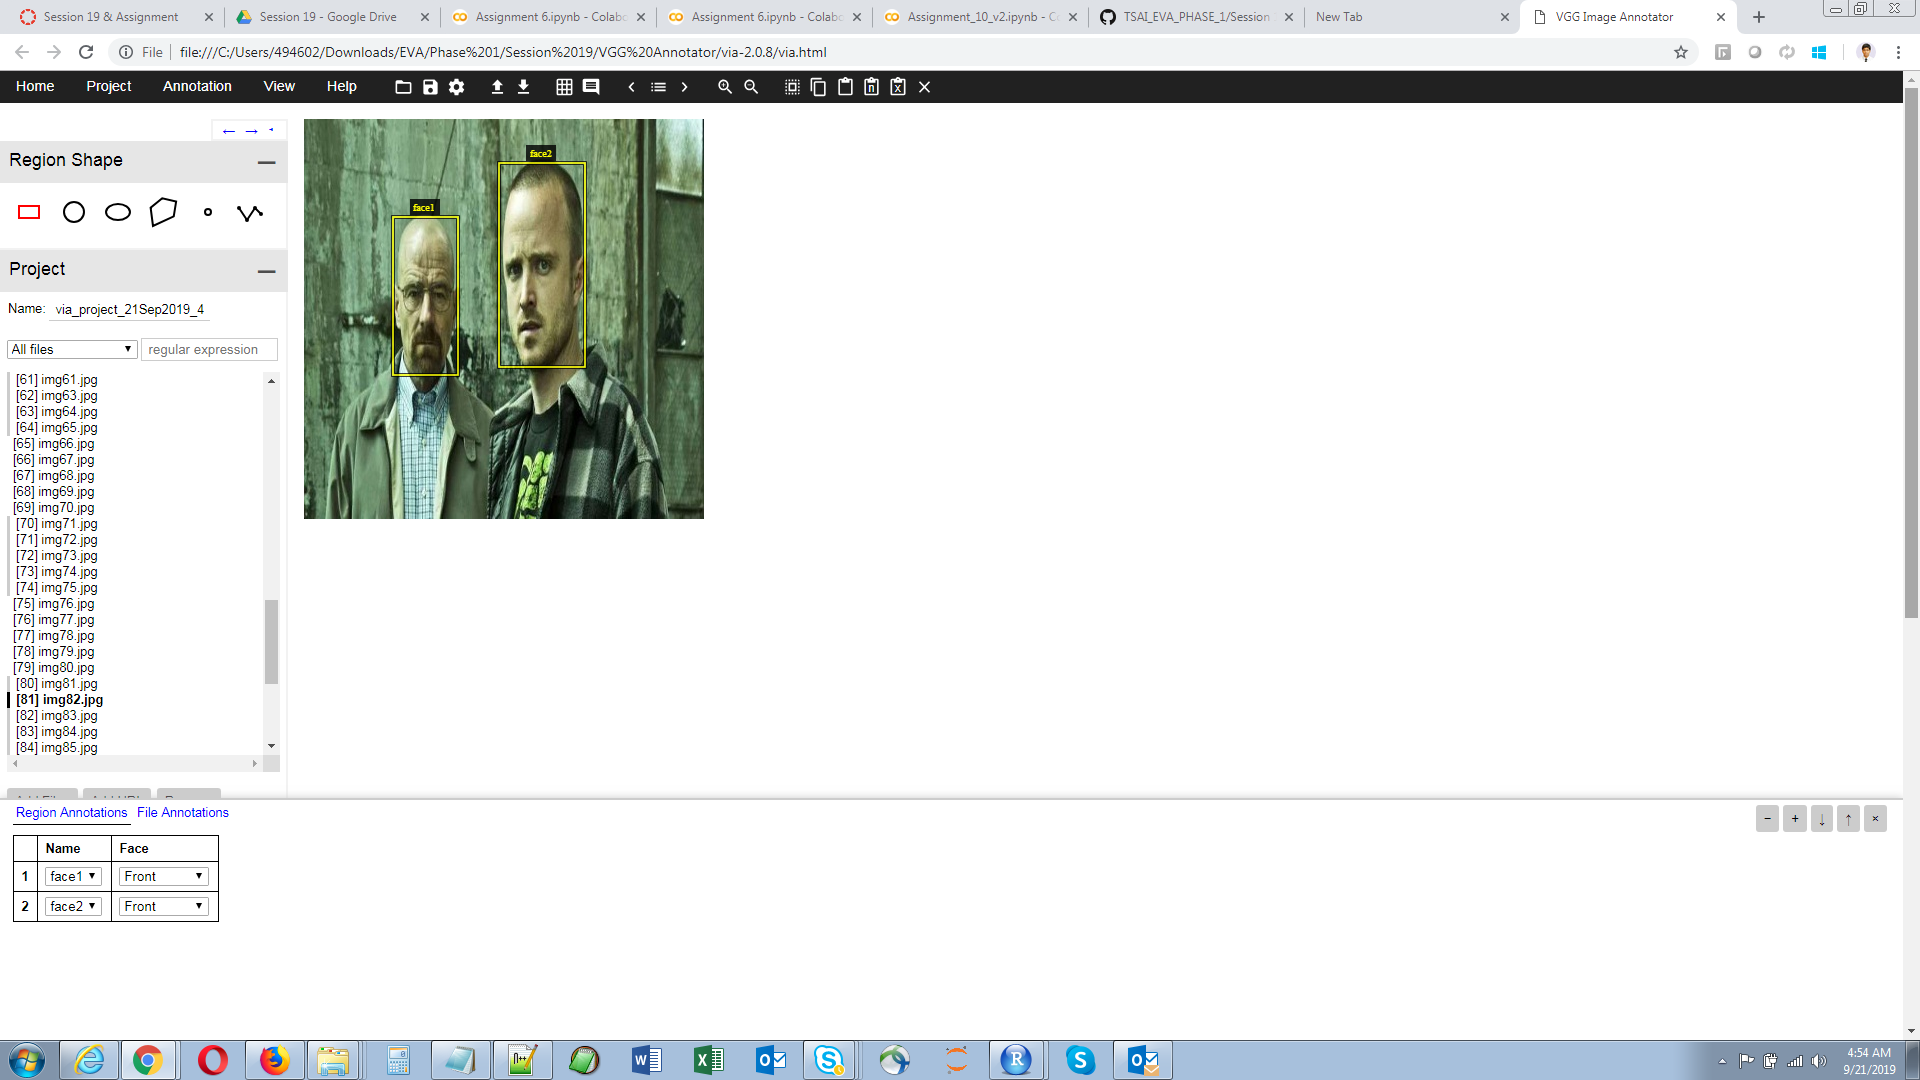 Session 19 & Assignment
Session 19 - Google Drive
Assignment 6.ipynb - Colabo
Assignment 6.ipynb - Colabo
Assignment_10_v2.ipynb - Co
TSAI_EVA_PHASE_1/Session
New Tab
VGG Image Annotator
File
file:///C:/Users/494602/Downloads/EVA/Phase%201/Session%2019/VGG%20Annotator/via-2.0.8/via.html
Home Project Annotation View Help
Region Shape
Project
Name: via_project_21Sep2019_4
All files regular expression
[61] img61.jpg
[62] img63.jpg
[63] img64.jpg
[64] img65.jpg
[65] img66.jpg
[66] img67.jpg
[67] img68.jpg
[68] img69.jpg
[69] img70.jpg
[70] img71.jpg
[71] img72.jpg
[72] img73.jpg
[73] img74.jpg
[74] img75.jpg
[75] img76.jpg
[76] img77.jpg
[77] img78.jpg
[78] img79.jpg
[79] img80.jpg
[80] img81.jpg
[81] img82.jpg
[82] img83.jpg
[83] img84.jpg
[84] img85.jpg
face1
face2
Region Annotations File Annotations
Name Face
1 face1 Front
2 face2 Front
4:54 AM
9/21/2019